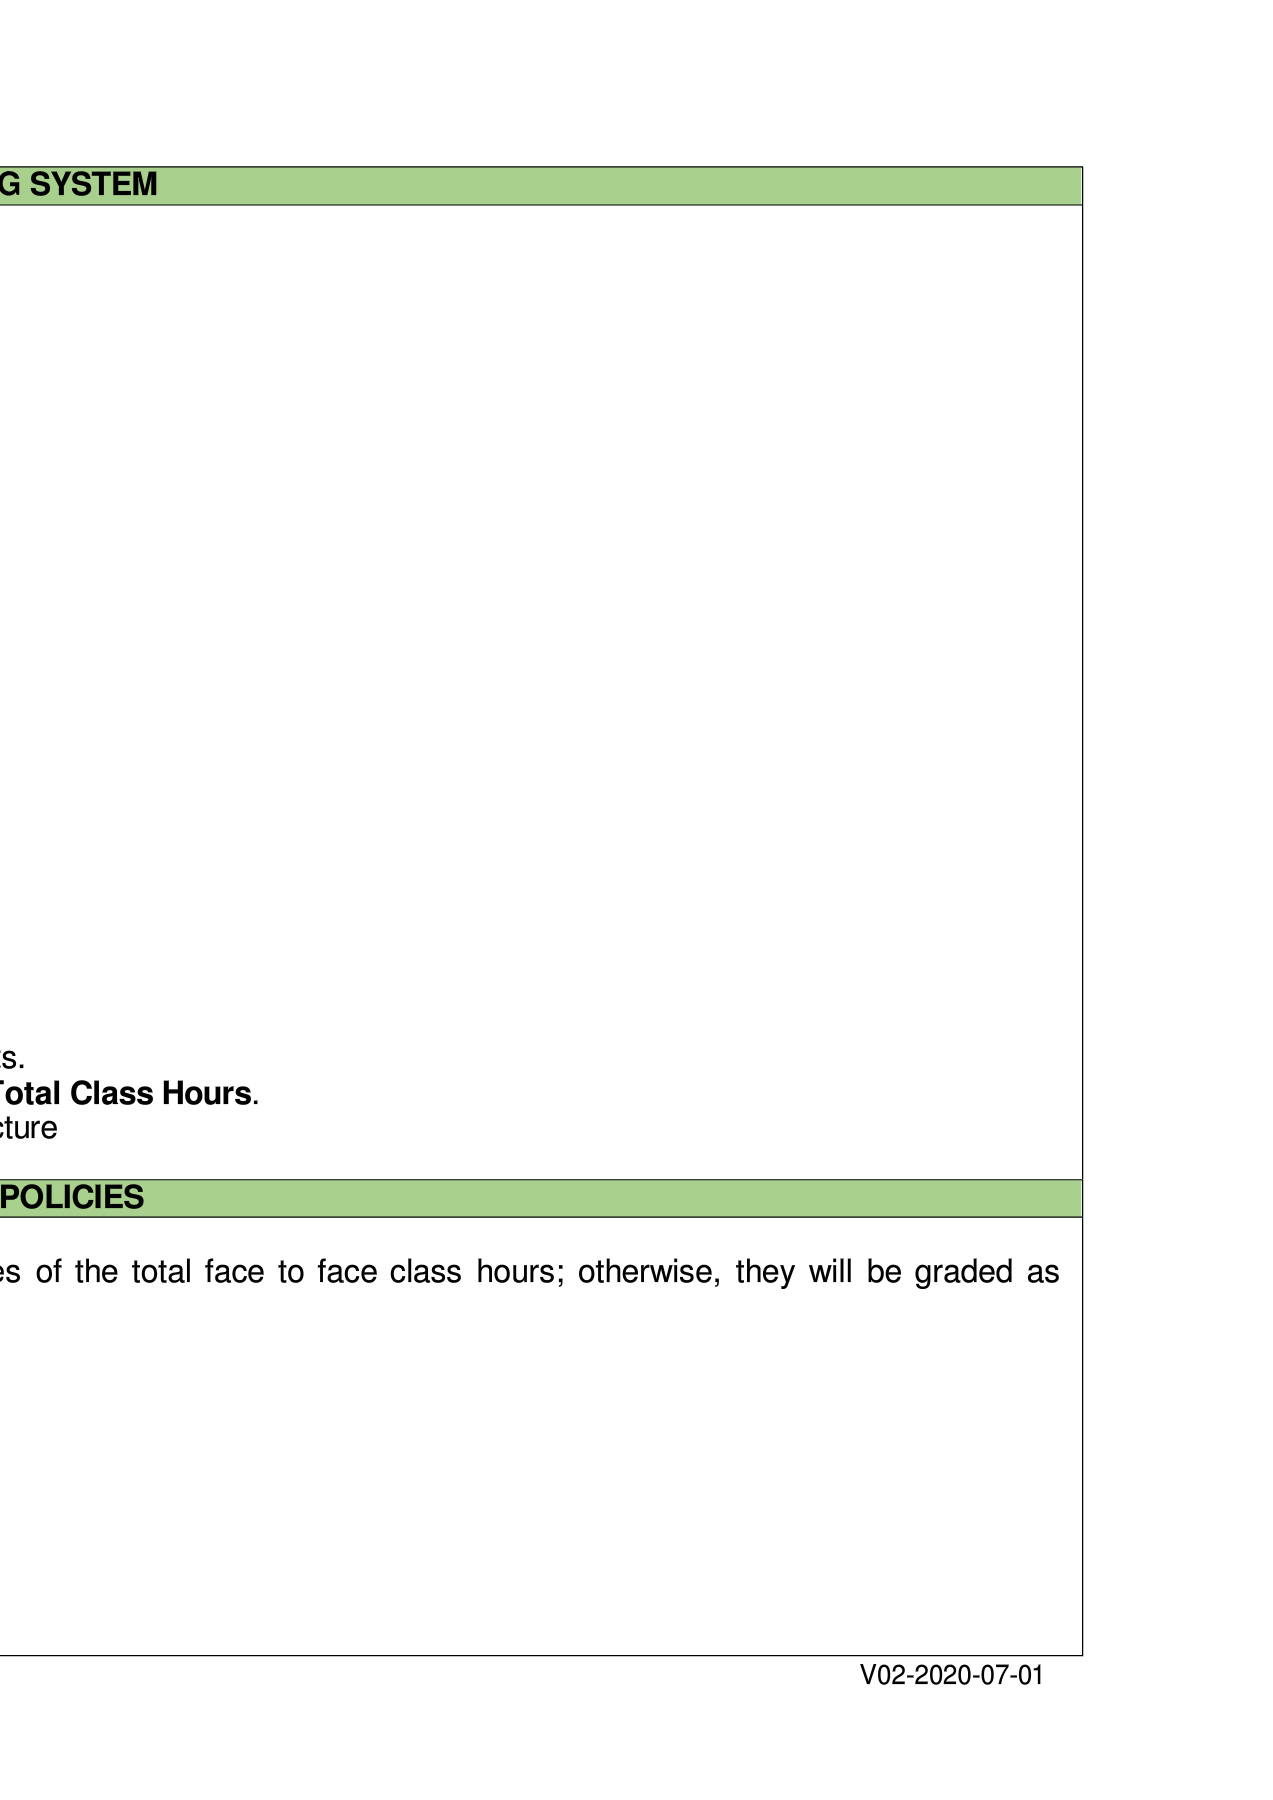 G SYSTEM
ts.
Total Class Hours.
cture
POLICIES
es of the total face to face class hours; otherwise, they will be graded as
V02-2020-07-01